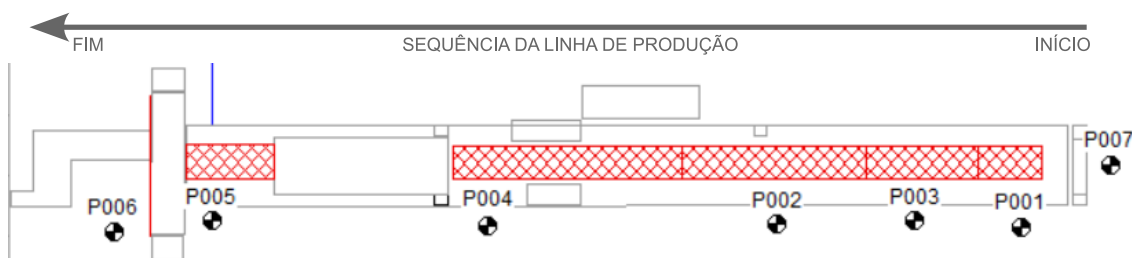 FIM SEQUÊNCIA DA LINHA DE PRODUÇÃO INÍCIO
P007
P006 P005 P004 P002 P003 P001